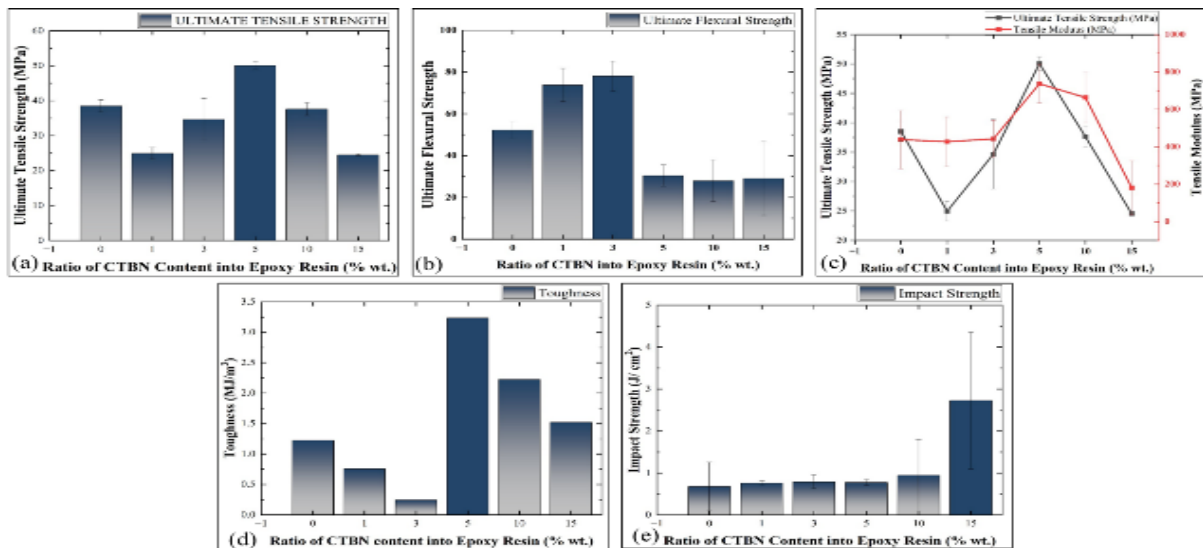 ULTIMATE TENSILE STRENGTH
Ultimate Tensile Strength (MPa)
60
50
40
30
20
10
0
−1 0 1 3 5 10 15
(a) Ratio of CTBN Content into Epoxy Resin (% wt.)
Ultimate Flexural Strength
Ultimate Flexural Strength
100
80
60
40
20
0
−1 0 1 3 5 10 15
(b) Ratio of CTBN into Epoxy Resin (% wt.)
Ultimate Tensile Strength (MPa)
Tensile Modulus (MPa)
Ultimate Tensile Strength (MPa)
55
50
45
40
35
30
25
20
1000
800
600
400
200
0
Tensile Modulus (MPa)
−1 0 1 3 5 10 15
(c) Ratio of CTBN Content into Epoxy Resin (% wt.)
Toughness
Toughness (MJ/m³)
3.5
3.0
2.5
2.0
1.5
1.0
0.5
0.0
−1 0 1 3 5 10 15
(d) Ratio of CTBN content into Epoxy Resin (% wt.)
Impact Strength
Impact Strength (J/ cm²)
5
4
3
2
1
0
−1 0 1 3 5 10 15
(e) Ratio of CTBN Content into Epoxy Resin (% wt.)